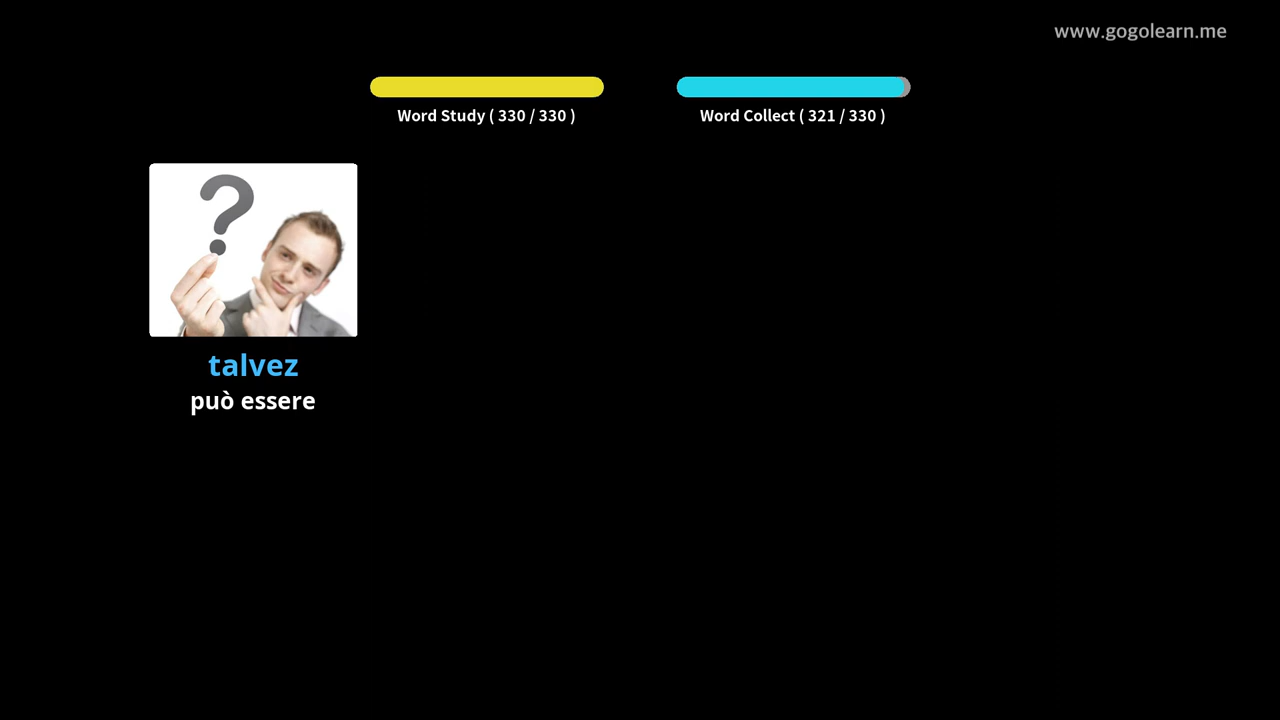 www.gogolearn.me
Word Study ( 330 / 330 )
Word Collect ( 321 / 330 )
?
talvez
può essere